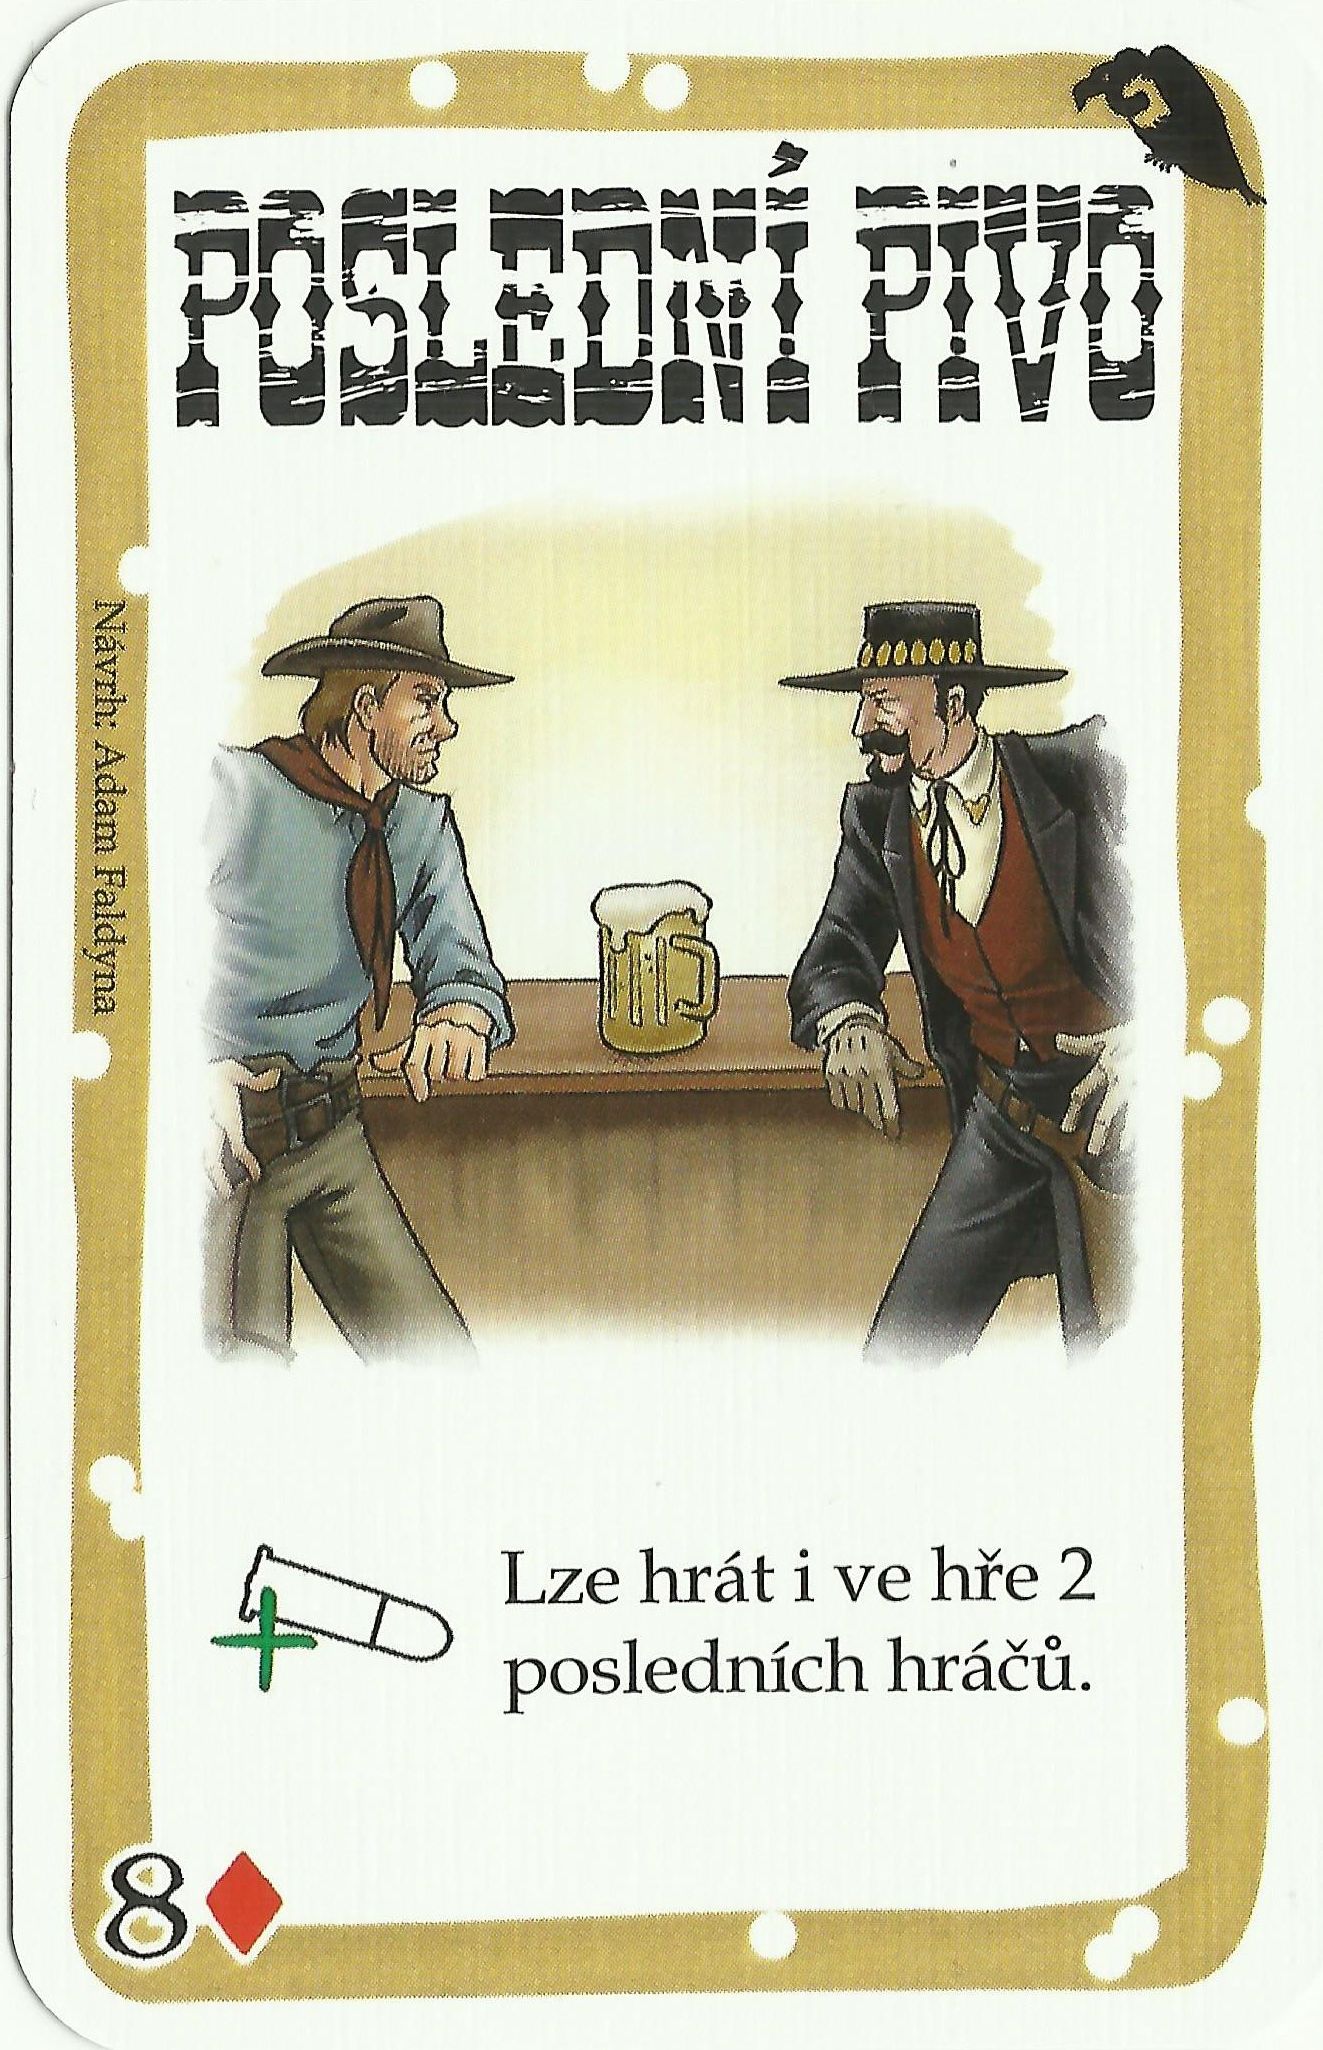 POSLEDNÍ PIVO
Návrh: Adam Faldyna
Lze hrát i ve hře 2
posledních hráčů.
8